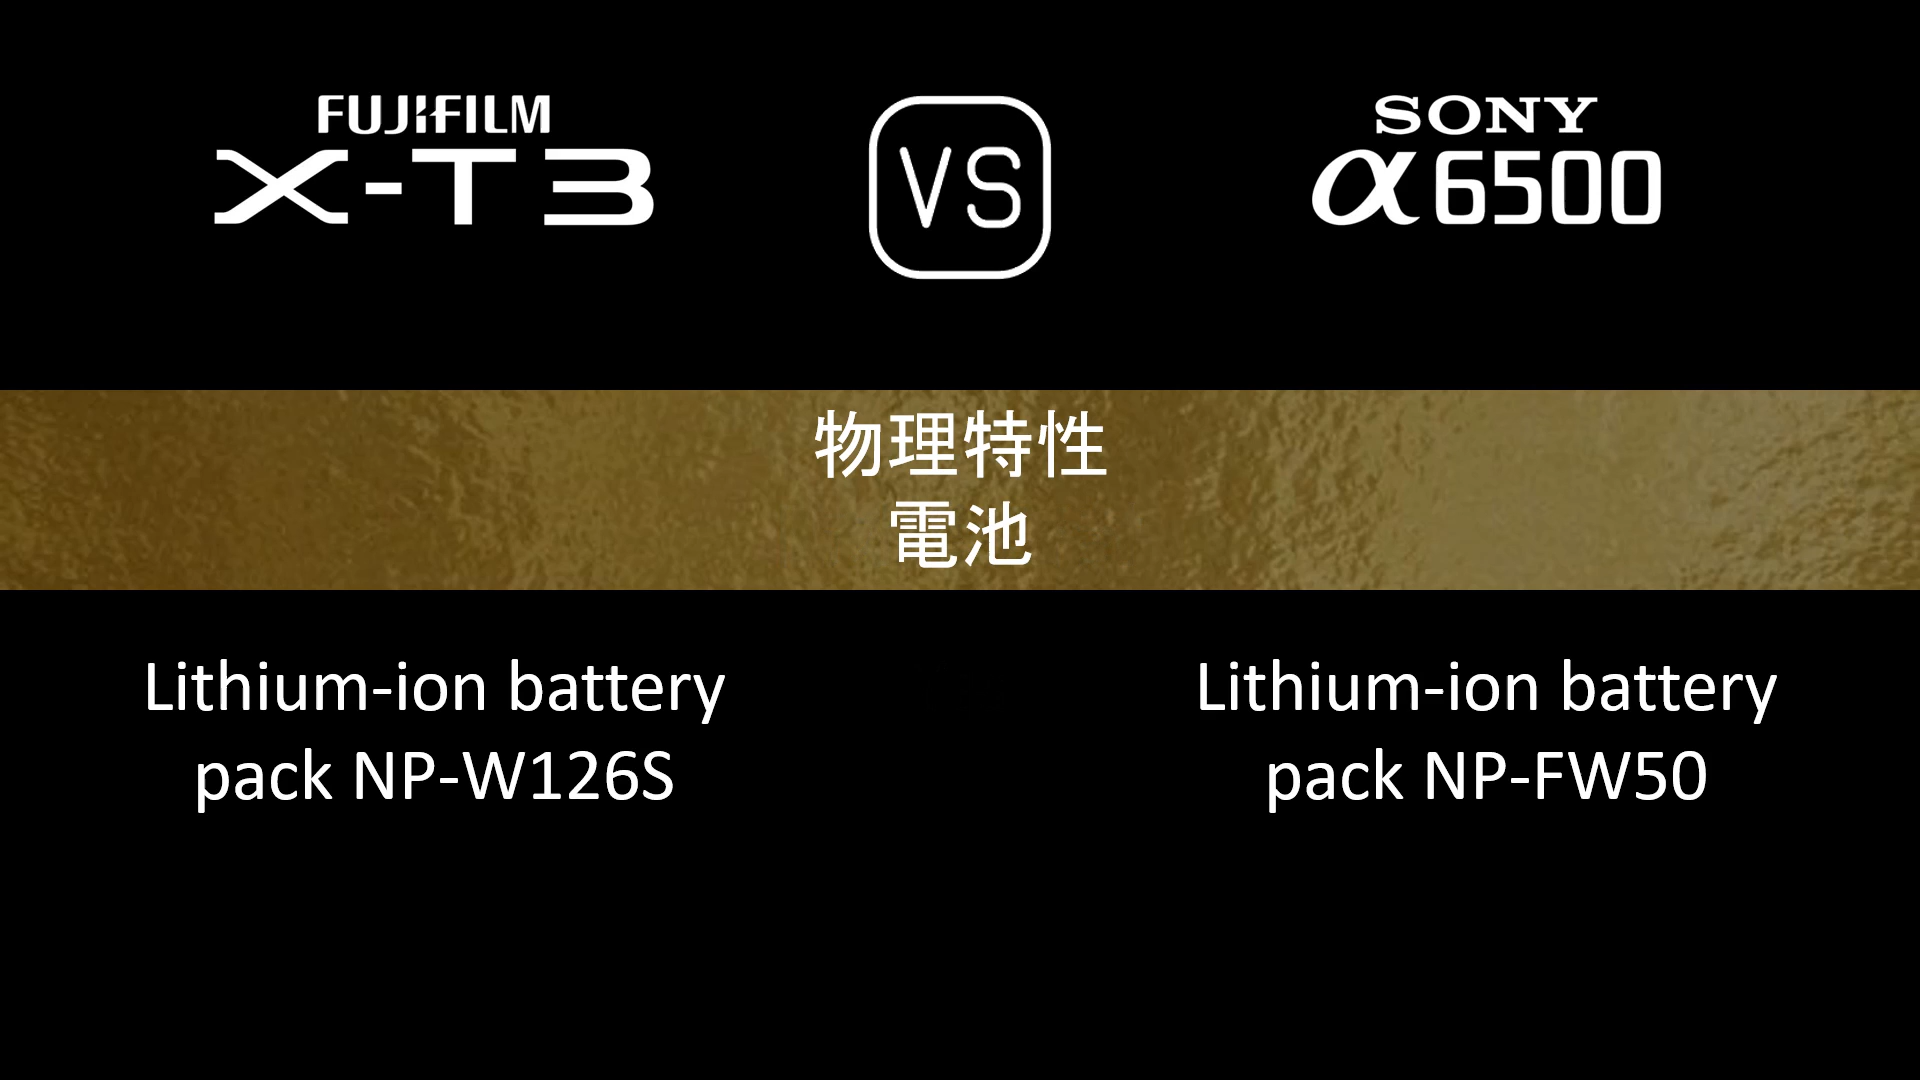 FUJIFILM
X-T3
VS
SONY
α6500
物理特性
電池
Lithium-ion battery
pack NP-W126S
Lithium-ion battery
pack NP-FW50